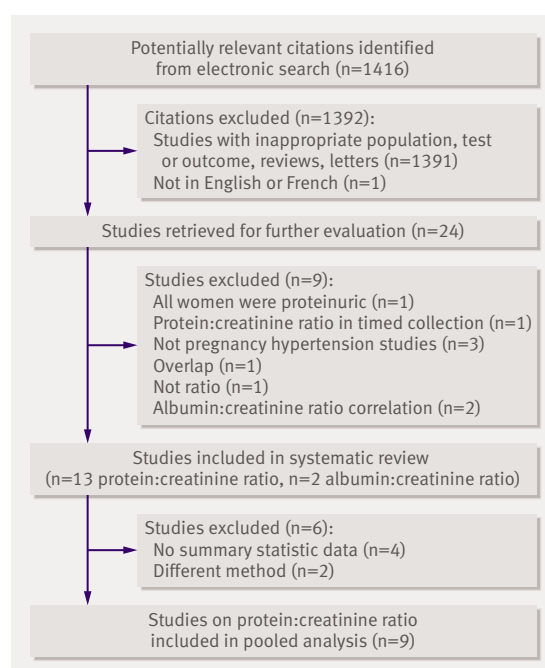 Potentially relevant citations identified
from electronic search (n=1416)
Citations excluded (n=1392):
Studies with inappropriate population, test
or outcome, reviews, letters (n=1391)
Not in English or French (n=1)
Studies retrieved for further evaluation (n=24)
Studies excluded (n=9):
All women were proteinuric (n=1)
Protein:creatinine ratio in timed collection (n=1)
Not pregnancy hypertension studies (n=3)
Overlap (n=1)
Not ratio (n=1)
Albumin:creatinine ratio correlation (n=2)
Studies included in systematic review
(n=13 protein:creatinine ratio, n=2 albumin:creatinine ratio)
Studies excluded (n=6):
No summary statistic data (n=4)
Different method (n=2)
Studies on protein:creatinine ratio
included in pooled analysis (n=9)